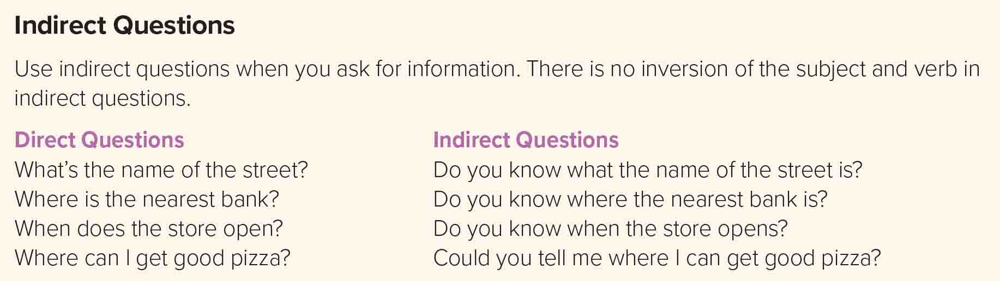 Indirect Questions
Use indirect questions when you ask for information. There is no inversion of the subject and verb in
indirect questions.
Direct Questions
What’s the name of the street?
Where is the nearest bank?
When does the store open?
Where can I get good pizza?
Indirect Questions
Do you know what the name of the street is?
Do you know where the nearest bank is?
Do you know when the store opens?
Could you tell me where I can get good pizza?